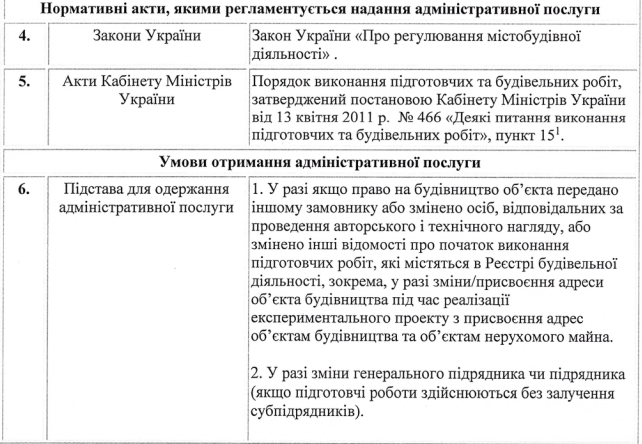 Нормативні акти, якими регламентується надання адміністративної послуги
4. Закони України Закон України «Про регулювання містобудівної
діяльності» .
5. Акти Кабінету Міністрів Порядок виконання підготовчих та будівельних робіт,
України затверджений постановою Кабінету Міністрів України
від 13 квітня 2011 р. № 466 «Деякі питання виконання
підготовчих та будівельних робіт», пункт 15¹.
Умови отримання адміністративної послуги
6. Підстава для одержання 1. У разі якщо право на будівництво об’єкта передано
адміністративної послуги іншому замовнику або змінено осіб, відповідальних за
проведення авторського і технічного нагляду, або
змінено інші відомості про початок виконання
підготовчих робіт, які містяться в Реєстрі будівельної
діяльності, зокрема, у разі зміни/присвоєння адреси
об’єкта будівництва під час реалізації
експериментального проекту з присвоєння адрес
об’єктам будівництва та об’єктам нерухомого майна.
2. У разі зміни генерального підрядника чи підрядника
(якщо підготовчі роботи здійснюються без залучення
субпідрядників).